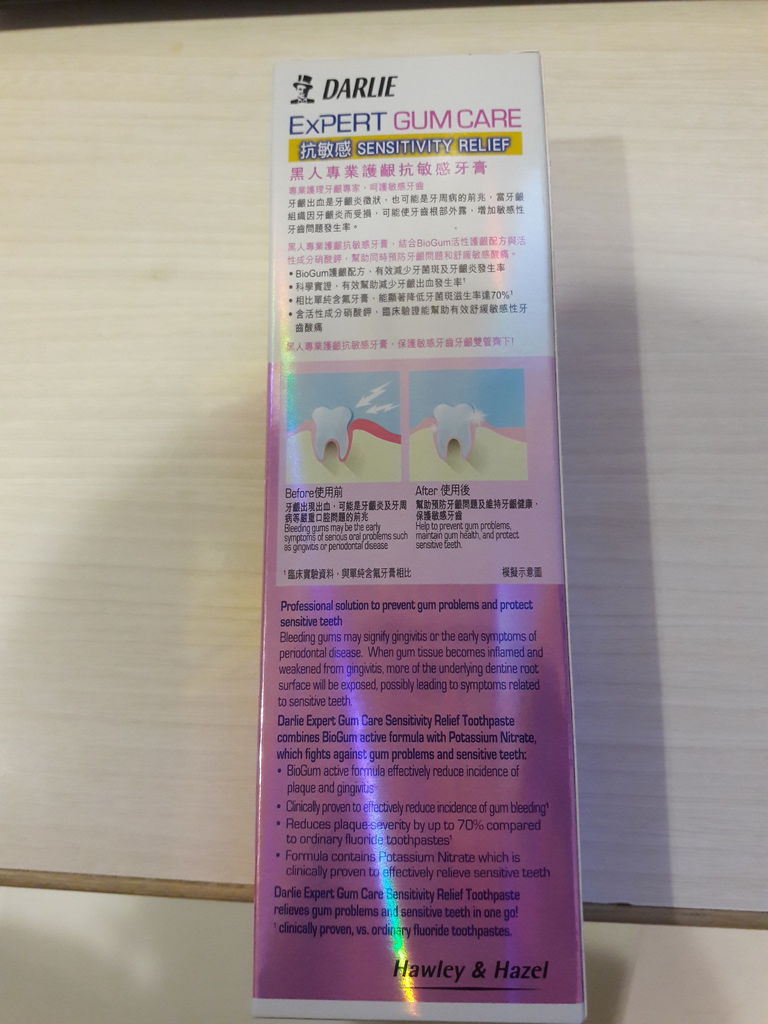 DARLIE
EXPERT GUM CARE
抗敏感 SENSITIVITY RELIEF
黑人專業護齦抗敏感牙膏
專業護理牙齦專家，呵護敏感牙齒
牙齦出血是牙齦炎徵狀，也可能是牙周病的前兆，當牙齦
組織因牙齦炎而受損，可能使牙齒根部外露，增加敏感性
牙齒問題發生率。
黑人專業護齦抗敏感牙膏，結合BioGum活性護齦配方與活
性成分硝酸鉀，幫助同時預防牙齦問題和舒緩敏感酸痛。
• BioGum護齦配方，有效減少牙菌斑及牙齦炎發生率
• 科學實證，有效幫助減少牙齦出血發生率¹
• 相比單純含氟牙膏，能顯著降低牙菌斑滋生率達70%¹
• 含活性成分硝酸鉀，臨床驗證能幫助有效舒緩敏感性牙
齒酸痛
黑人專業護齦抗敏感牙膏，保護敏感牙齒牙齦雙管齊下!
Before使用前
牙齦出現出血，可能是牙齦炎及牙周
病等嚴重口腔問題的前兆
Bleeding gums may be the early
symptoms of serious oral problems such
as gingivitis or periodontal disease
After 使用後
幫助預防牙齦問題及維持牙齦健康，
保護敏感牙齒
Help to prevent gum problems,
maintain gum health, and protect
sensitive teeth.
¹臨床實驗資料，與單純含氟牙膏相比
模擬示意圖
Professional solution to prevent gum problems and protect
sensitive teeth
Bleeding gums may signify gingivitis or the early symptoms of
periodontal disease. When gum tissue becomes inflamed and
weakened from gingivitis, more of the underlying dentine root
surface will be exposed, possibly leading to symptoms related
to sensitive teeth.
Darlie Expert Gum Care Sensitivity Relief Toothpaste
combines BioGum active formula with Potassium Nitrate,
which fights against gum problems and sensitive teeth:
• BioGum active formula effectively reduce incidence of
plaque and gingivitis
• Clinically proven to effectively reduce incidence of gum bleeding¹
• Reduces plaque severity by up to 70% compared
to ordinary fluoride toothpastes¹
• Formula contains Potassium Nitrate which is
clinically proven to effectively relieve sensitive teeth
Darlie Expert Gum Care Sensitivity Relief Toothpaste
relieves gum problems and sensitive teeth in one go!
¹ clinically proven, vs. ordinary fluoride toothpastes.
Hawley & Hazel